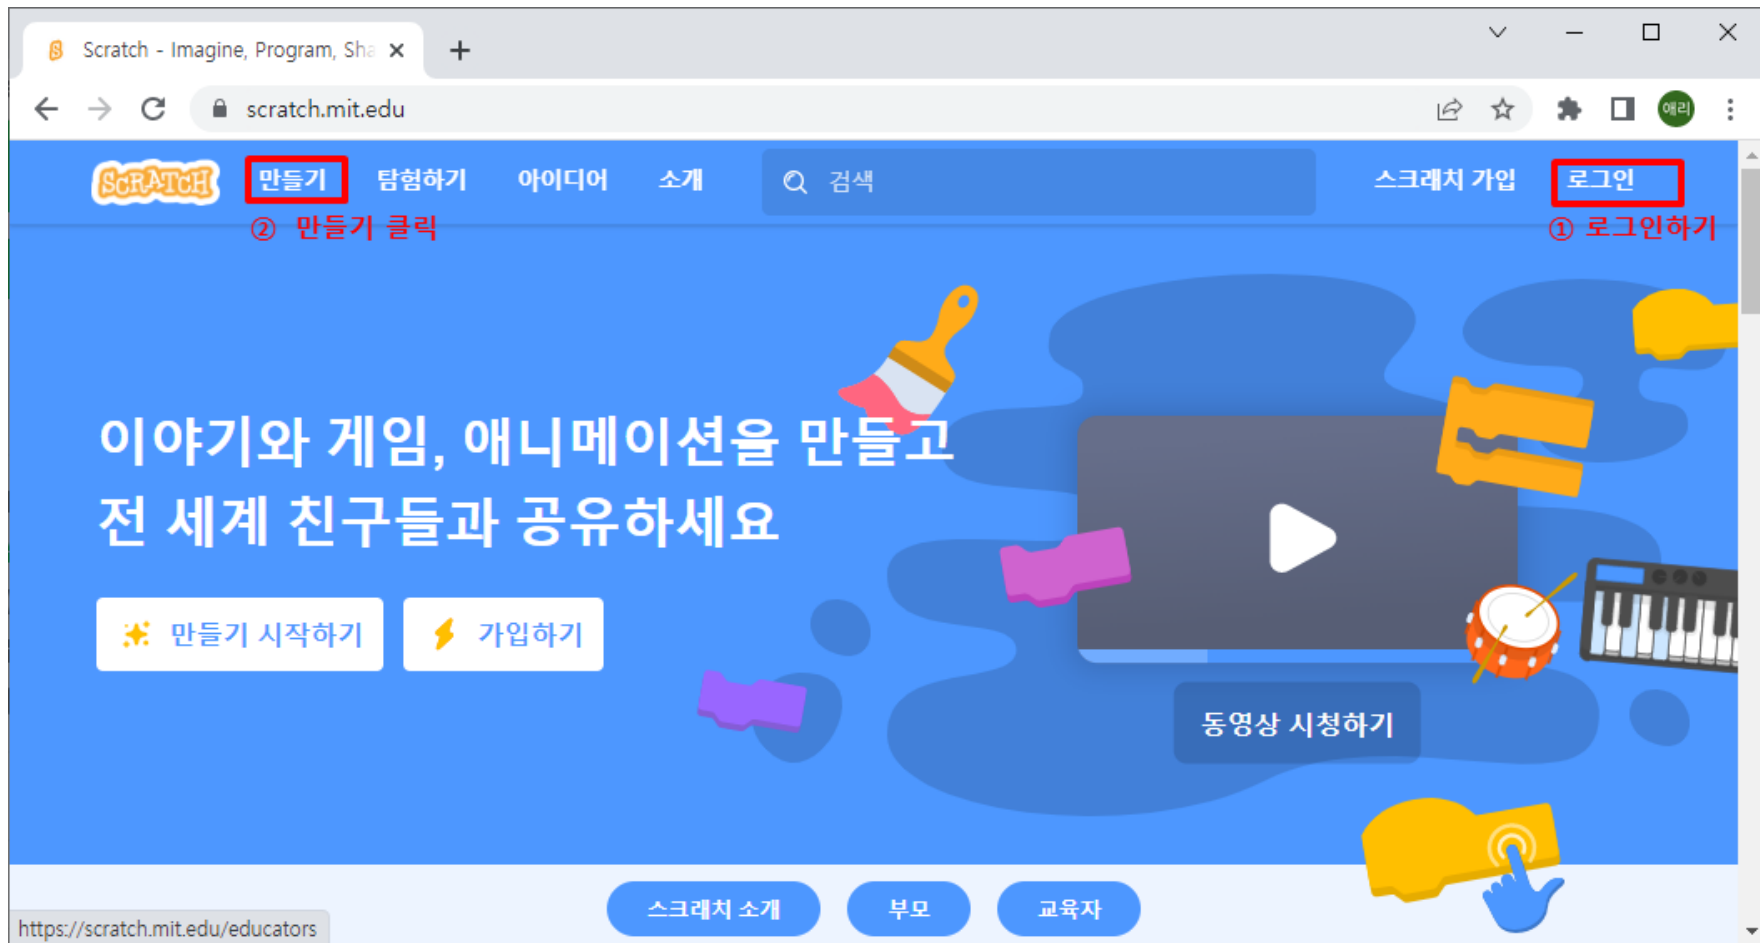 Scratch - Imagine, Program, Sha
scratch.mit.edu
애리
SCRATCH 만들기 탐험하기 아이디어 소개 검색 스크래치 가입 로그인
② 만들기 클릭
① 로그인하기
이야기와 게임, 애니메이션을 만들고
전 세계 친구들과 공유하세요
만들기 시작하기
가입하기
동영상 시청하기
스크래치 소개 부모 교육자
https://scratch.mit.edu/educators